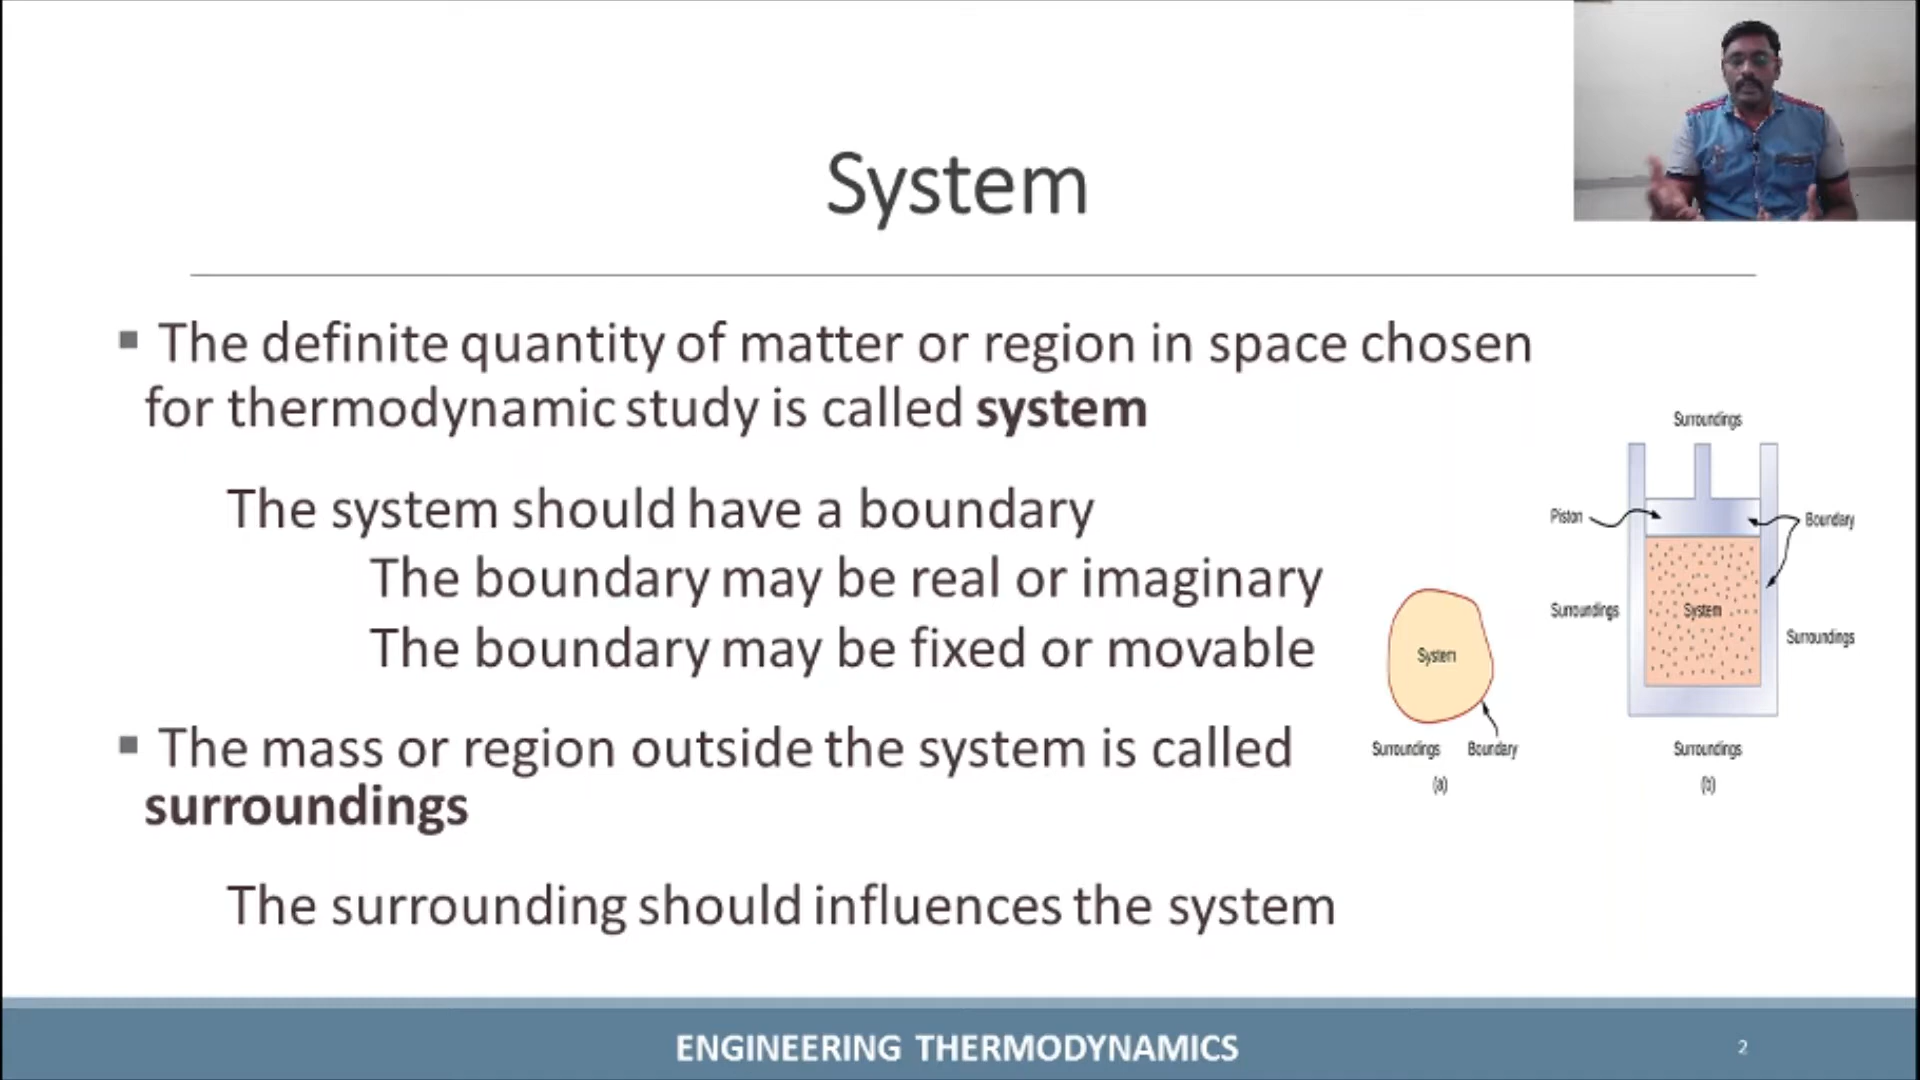 System
▪ The definite quantity of matter or region in space chosen
for thermodynamic study is called system
The system should have a boundary
The boundary may be real or imaginary
The boundary may be fixed or movable
▪ The mass or region outside the system is called
surroundings
The surrounding should influences the system
System
Surroundings
Boundary
(a)
Surroundings
Piston
Boundary
Surroundings
System
Surroundings
Surroundings
ENGINEERING THERMODYNAMICS
2